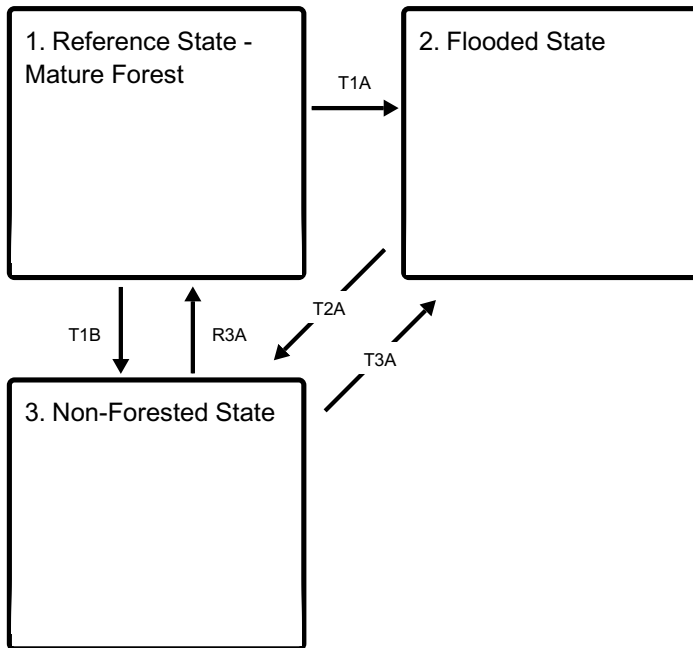 1. Reference State -
Mature Forest
T1A
2. Flooded State
T1B
R3A
T2A
T3A
3. Non-Forested State